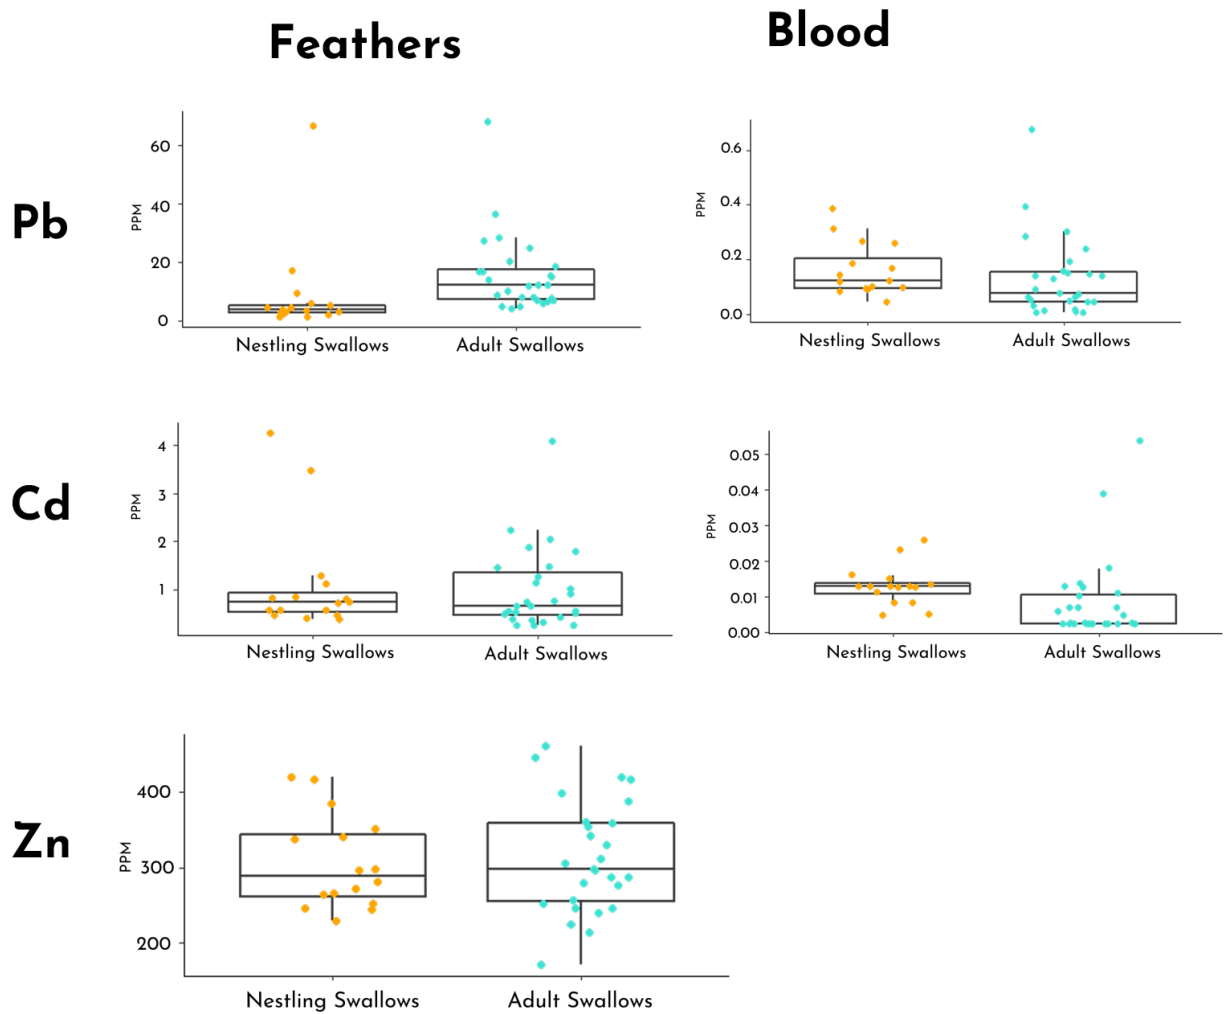 Feathers
Blood
Pb
PPM
60
40
20
0
Nestling Swallows
Adult Swallows
PPM
0.6
0.4
0.2
0.0
Nestling Swallows
Adult Swallows
Cd
PPM
4
3
2
1
Nestling Swallows
Adult Swallows
PPM
0.05
0.04
0.03
0.02
0.01
0.00
Nestling Swallows
Adult Swallows
Zn
PPM
400
300
200
Nestling Swallows
Adult Swallows